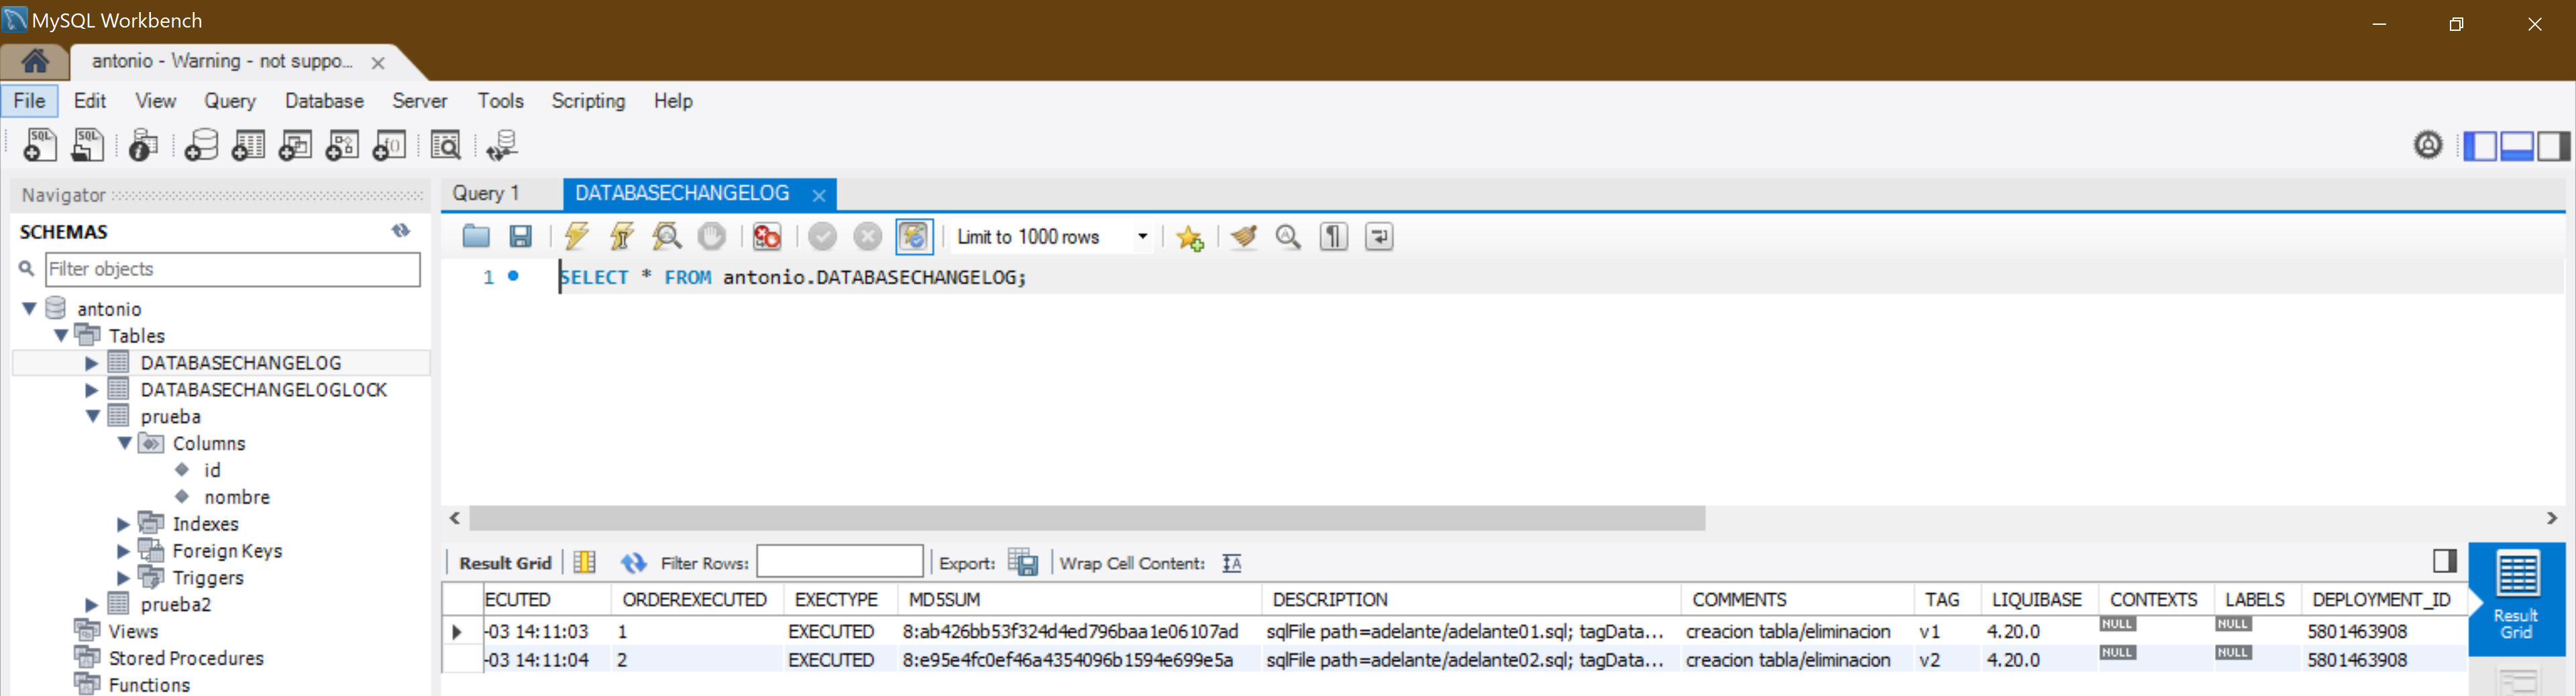 MySQL Workbench
antonio - Warning - not suppo...
File Edit View Query Database Server Tools Scripting Help
Navigator
SCHEMAS
Filter objects
antonio
Tables
DATABASECHANGELOG
DATABASECHANGELOGLOCK
prueba
Columns
id
nombre
Indexes
Foreign Keys
Triggers
prueba2
Views
Stored Procedures
Functions
Query 1 DATABASECHANGELOG
Limit to 1000 rows
1 SELECT * FROM antonio.DATABASECHANGELOG;
Result Grid Filter Rows: Export: Wrap Cell Content:
ECUTED ORDEREXECUTED EXECTYPE MD5SUM DESCRIPTION COMMENTS TAG LIQUIBASE CONTEXTS LABELS DEPLOYMENT_ID
-03 14:11:03 1 EXECUTED 8:ab426bb53f324d4ed796baa1e06107ad sqlFile path=adelante/adelante01.sql; tagData... creacion tabla/eliminacion v1 4.20.0 NULL NULL 5801463908
-03 14:11:04 2 EXECUTED 8:e95e4fc0ef46a4354096b1594e699e5a sqlFile path=adelante/adelante02.sql; tagData... creacion tabla/eliminacion v2 4.20.0 NULL NULL 5801463908
Result
Grid